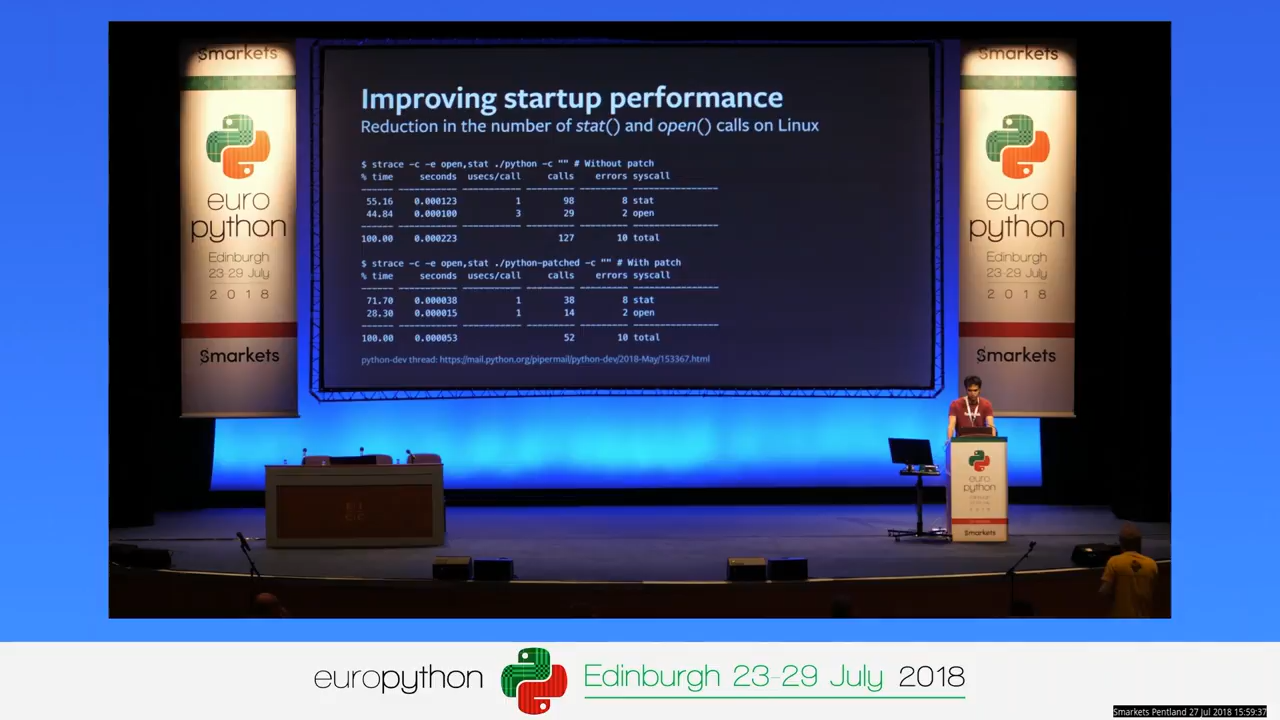 Smarkets
euro
python
Edinburgh
23-29 July
2018
Smarkets
Improving startup performance
Reduction in the number of stat() and open() calls on Linux
$ strace -c -e open,stat ./python -c "" # Without patch
% time seconds usecs/call calls errors syscall
------ ----------- ----------- --------- --------- ----------------
55.16 0.000123 1 98 8 stat
44.84 0.000100 3 29 2 open
------ ----------- ----------- --------- --------- ----------------
100.00 0.000223 127 10 total
$ strace -c -e open,stat ./python-patched -c "" # With patch
% time seconds usecs/call calls errors syscall
------ ----------- ----------- --------- --------- ----------------
71.70 0.000038 1 38 8 stat
28.30 0.000015 1 14 2 open
------ ----------- ----------- --------- --------- ----------------
100.00 0.000053 52 10 total
python-dev thread: https://mail.python.org/pipermail/python-dev/2018-May/153367.html
Smarkets
euro
python
Edinburgh
23-29 July
2018
Smarkets
euro
python
Smarkets
europython Edinburgh 23-29 July 2018
Smarkets Pentland 27 Jul 2018 15:59:37